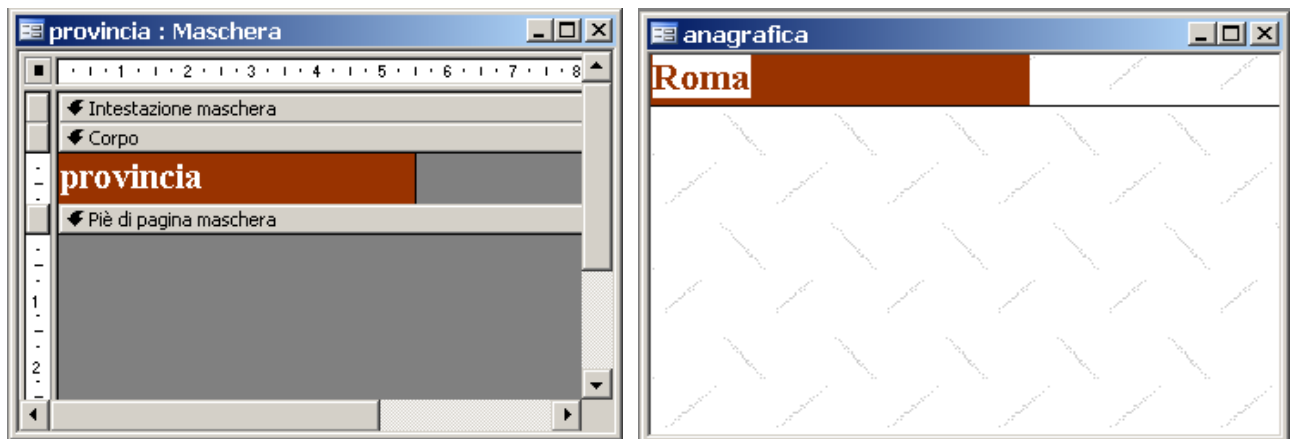 provincia : Maschera
1 2 3 4 5 6 7 8
Intestazione maschera
Corpo
provincia
Piè di pagina maschera
1
2
anagrafica
Roma